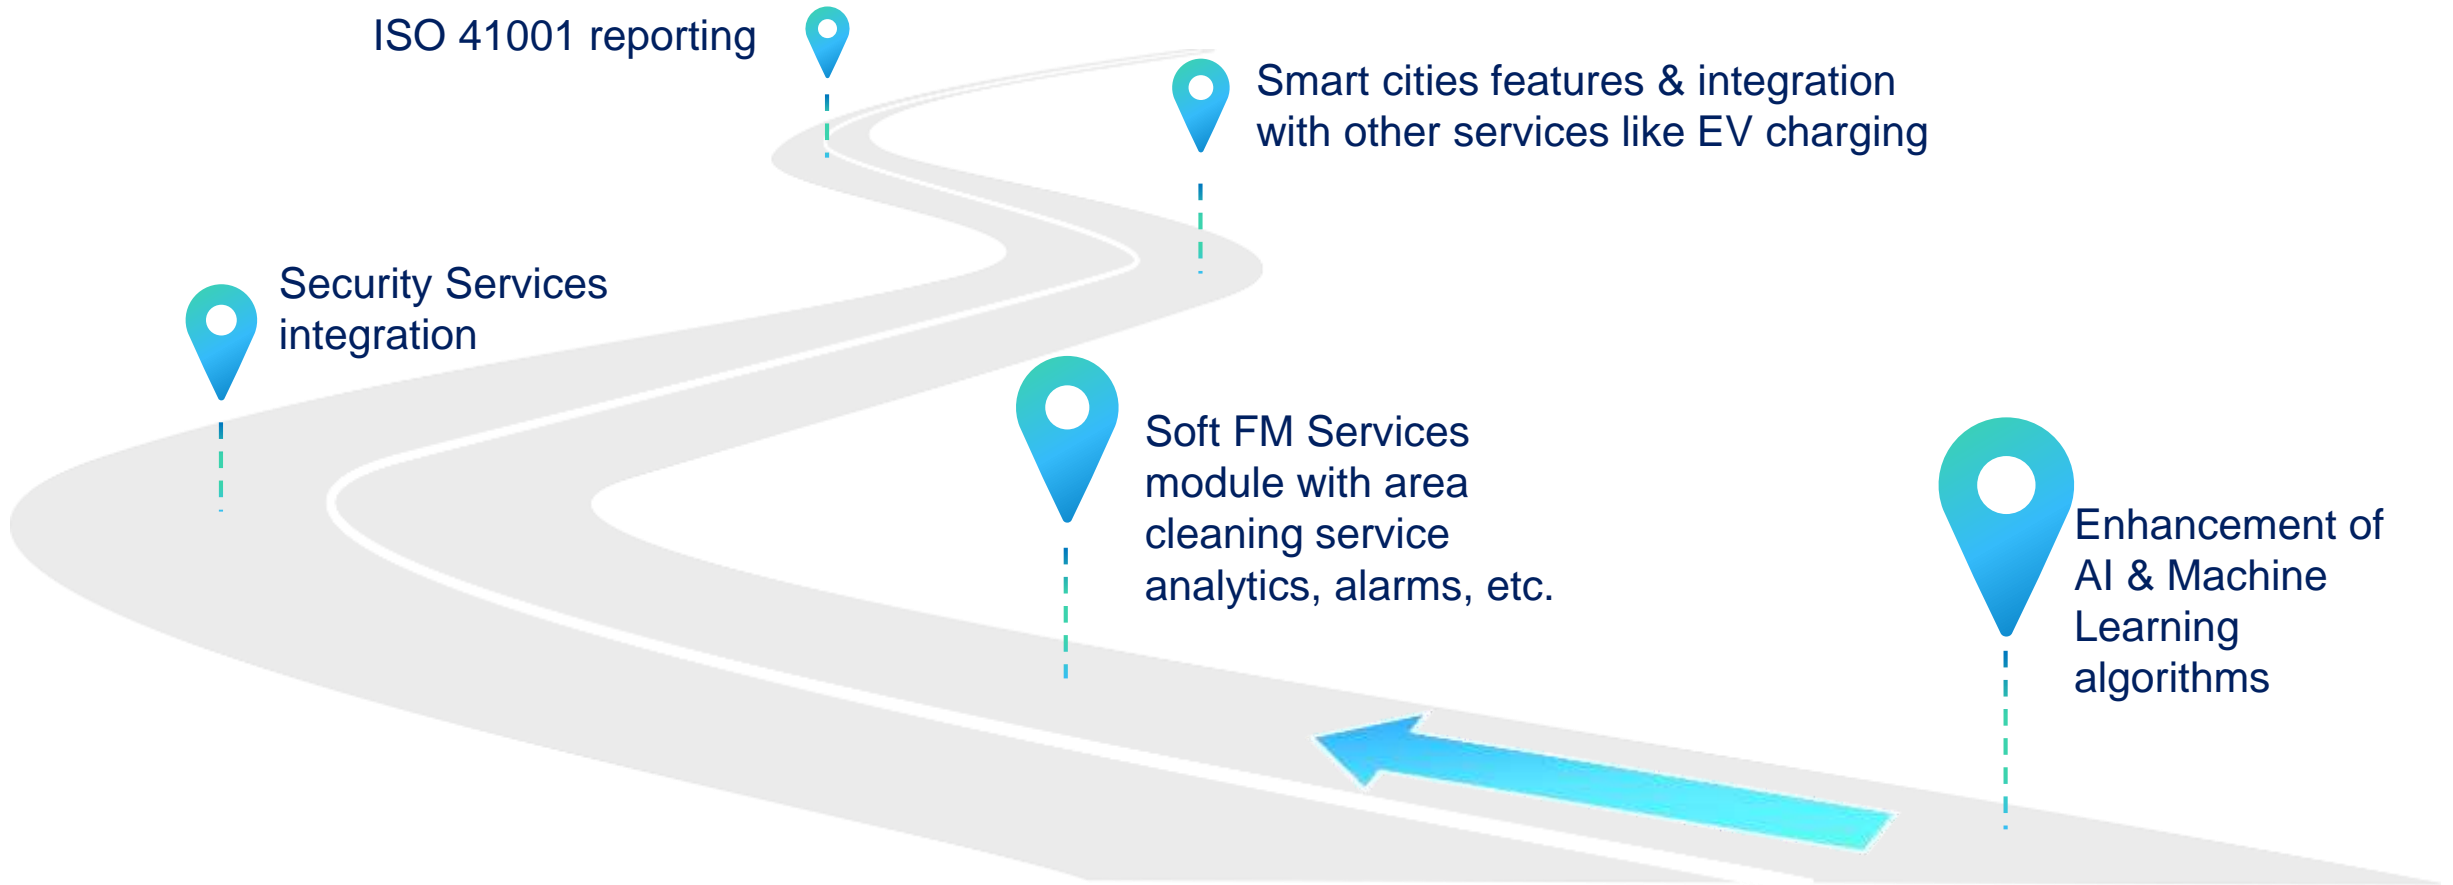 ISO 41001 reporting
Smart cities features & integration
with other services like EV charging
Security Services
integration
Soft FM Services
module with area
cleaning service
analytics, alarms, etc.
Enhancement of
AI & Machine
Learning
algorithms